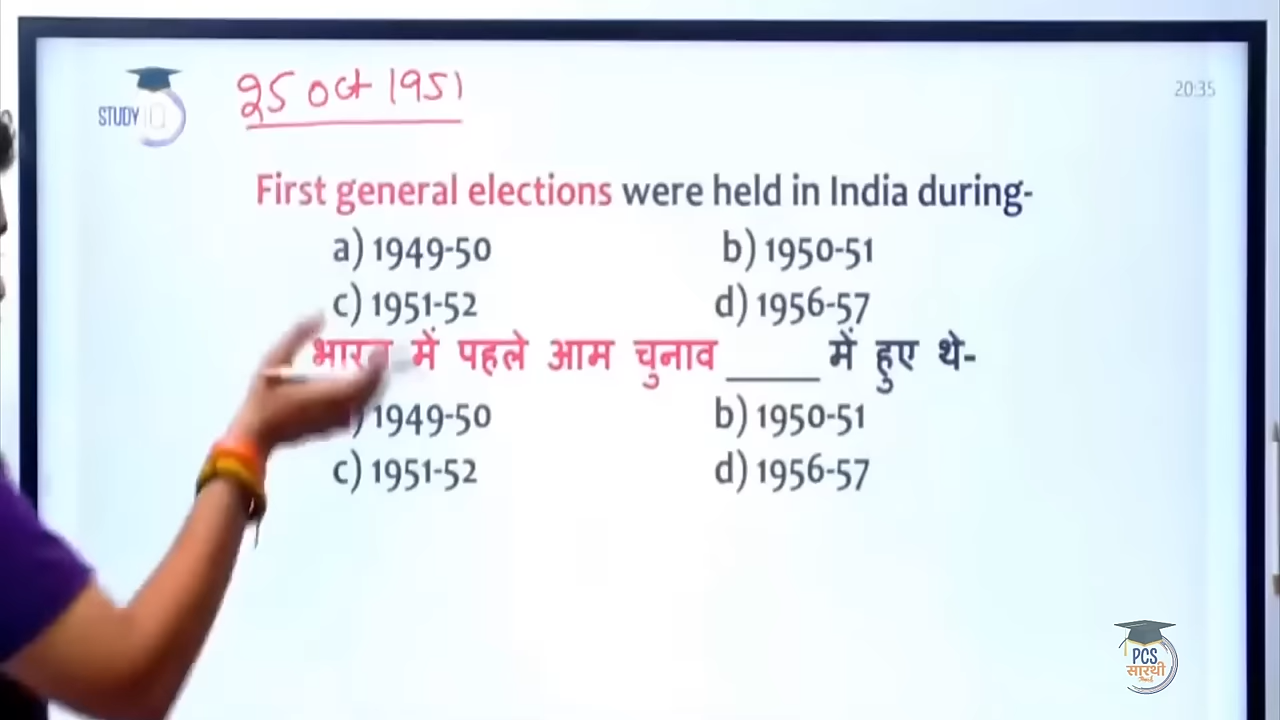 25 Oct 1951
STUDY
20:35
First general elections were held in India during-
a) 1949-50 b) 1950-51
c) 1951-52 d) 1956-57
भारत में पहले आम चुनाव _____ में हुए थे-
) 1949-50 b) 1950-51
c) 1951-52 d) 1956-57
PCS
सारथी